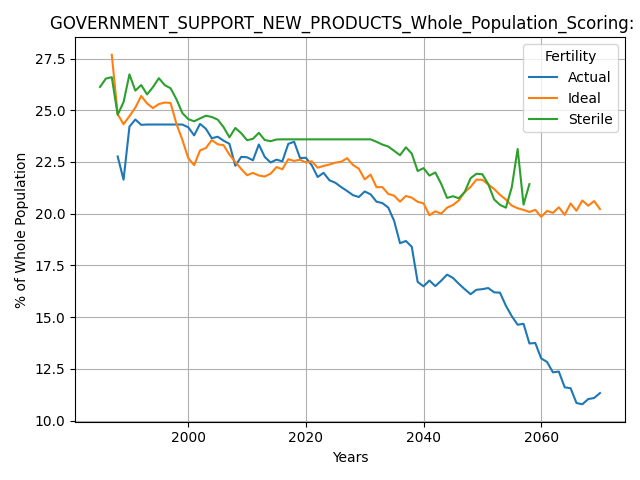 GOVERNMENT_SUPPORT_NEW_PRODUCTS_Whole_Population_Scoring:
Fertility
Actual
Ideal
Sterile
27.5
25.0
22.5
20.0
17.5
15.0
12.5
10.0
% of Whole Population
2000
2020
2040
2060
Years